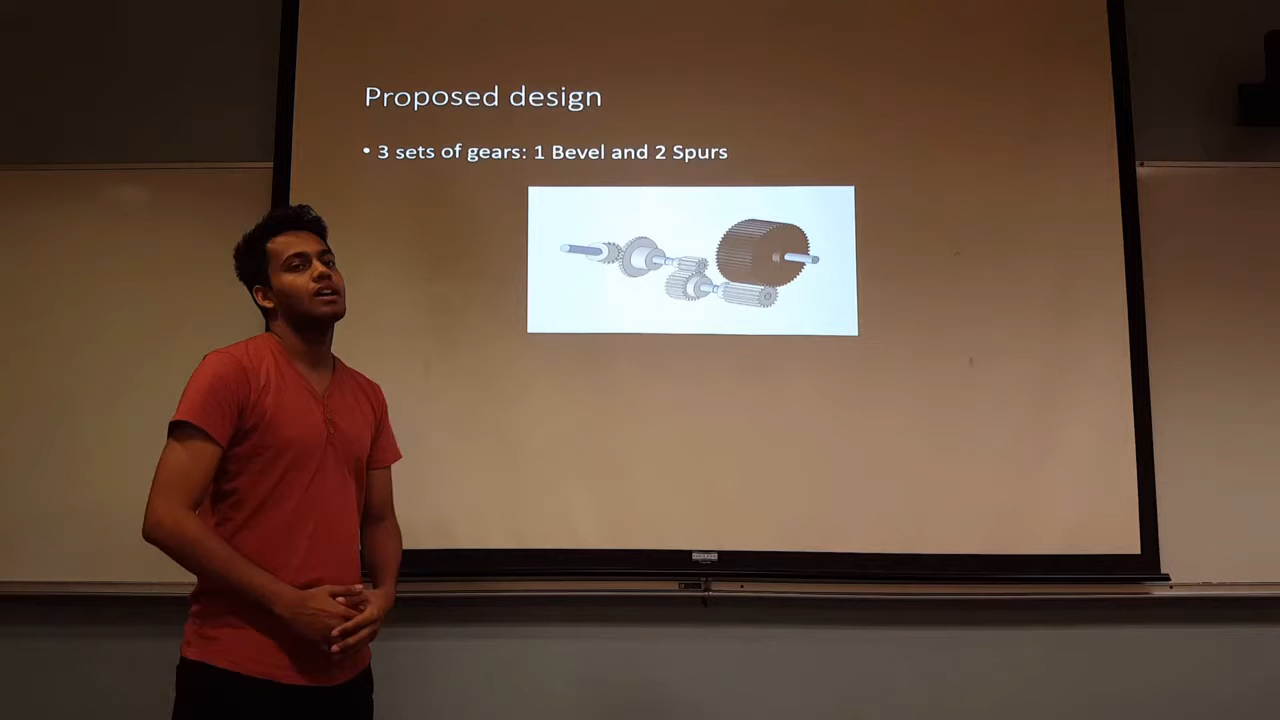 Proposed design
• 3 sets of gears: 1 Bevel and 2 Spurs